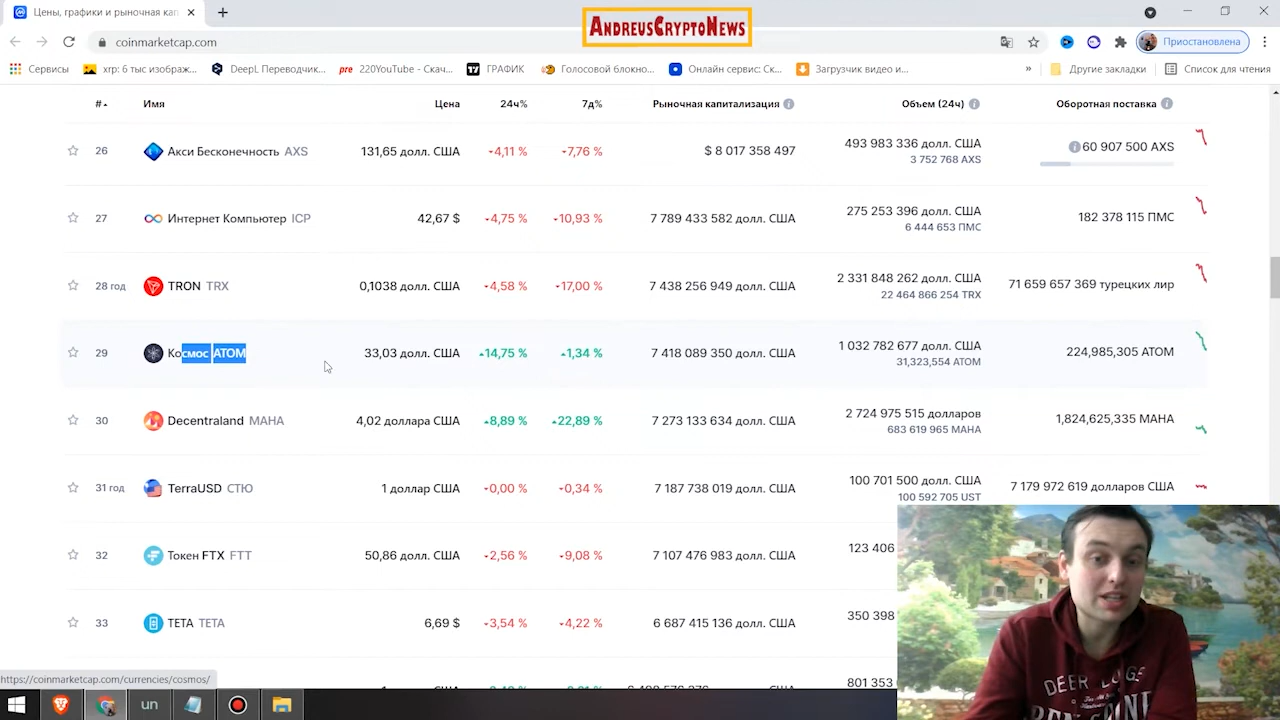 Цены, графики и рыночная кап
AndreusCryptoNews
coinmarketcap.com
Приостановлена
Сервисы
xrp: 6 тыс изображ...
DeepL Переводчик...
pre 220YouTube - Скач...
ГРАФИК
Голосовой блокно...
Онлайн сервис: Ск...
Загрузчик видео и...
»
Другие закладки
Список для чтения
# Имя Цена 24ч% 7д% Рыночная капитализация Объем (24ч) Оборотная поставка
26 Акси Бесконечность AXS 131,65 долл. США 4,11 % 7,76 % $ 8 017 358 497 493 983 336 долл. США 60 907 500 AXS
3 752 768 AXS
27 Интернет Компьютер ICP 42,67 $ 4,75 % 10,93 % 7 789 433 582 долл. США 275 253 396 долл. США 182 378 115 ПМС
6 444 653 ПМС
28 год TRON TRX 0,1038 долл. США 4,58 % 17,00 % 7 438 256 949 долл. США 2 331 848 262 долл. США 71 659 657 369 турецких лир
22 464 866 254 TRX
29 Космос ATOM 33,03 долл. США 14,75 % 1,34 % 7 418 089 350 долл. США 1 032 782 677 долл. США 224,985,305 ATOM
31,323,554 ATOM
30 Decentraland МАНА 4,02 доллара США 8,89 % 22,89 % 7 273 133 634 долл. США 2 724 975 515 долларов 1,824,625,335 МАНА
683 619 965 МАНА
31 год TerraUSD СТЮ 1 доллар США 0,00 % 0,34 % 7 187 738 019 долл. США 100 701 500 долл. США 7 179 972 619 долларов США
100 592 705 UST
32 Токен FTX FTT 50,86 долл. США 2,56 % 9,08 % 7 107 476 983 долл. США 123 406
33 ТЕТА ТЕТА 6,69 $ 3,54 % 4,22 % 6 687 415 136 долл. США 350 398
801 353
https://coinmarketcap.com/currencies/cosmos/
un
DEER LODGE